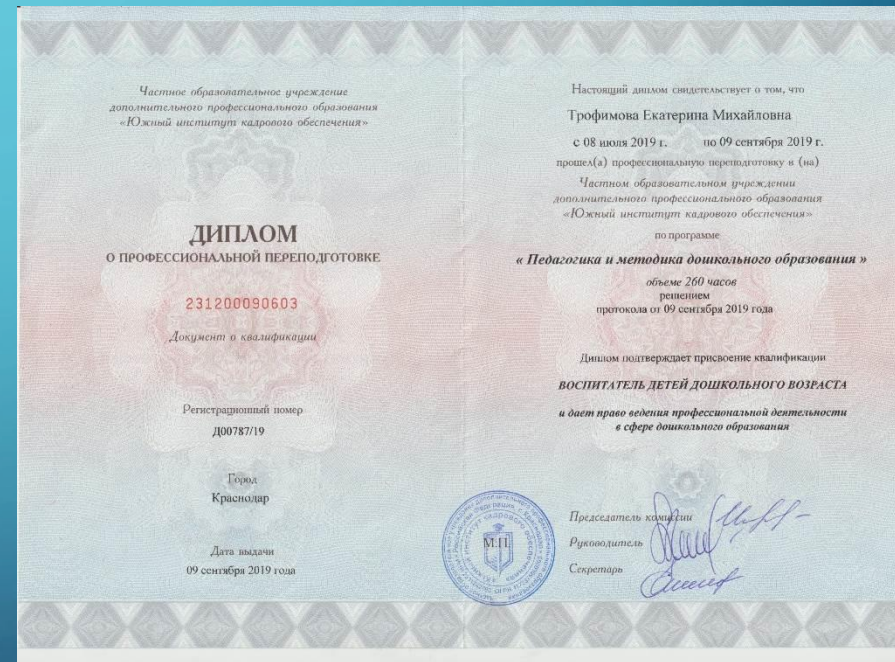 Частное образовательное учреждение
дополнительного профессионального образования
«Южный институт кадрового обеспечения»
ДИПЛОМ
О ПРОФЕССИОНАЛЬНОЙ ПЕРЕПОДГОТОВКЕ
231200090603
Документ о квалификации
Регистрационный номер
Д00787/19
Город
Краснодар
Дата выдачи
09 сентября 2019 года
Настоящий диплом свидетельствует о том, что
Трофимова Екатерина Михайловна
с 08 июля 2019 г. по 09 сентября 2019 г.
прошел(а) профессиональную переподготовку в (на)
Частном образовательном учреждении
дополнительного профессионального образования
«Южный институт кадрового обеспечения»
по программе
« Педагогика и методика дошкольного образования »
объеме 260 часов
решением
протокола от 09 сентября 2019 года
Диплом подтверждает присвоение квалификации
ВОСПИТАТЕЛЬ ДЕТЕЙ ДОШКОЛЬНОГО ВОЗРАСТА
и дает право ведения профессиональной деятельности
в сфере дошкольного образования
М.П.
Председатель комиссии
Руководитель
Секретарь